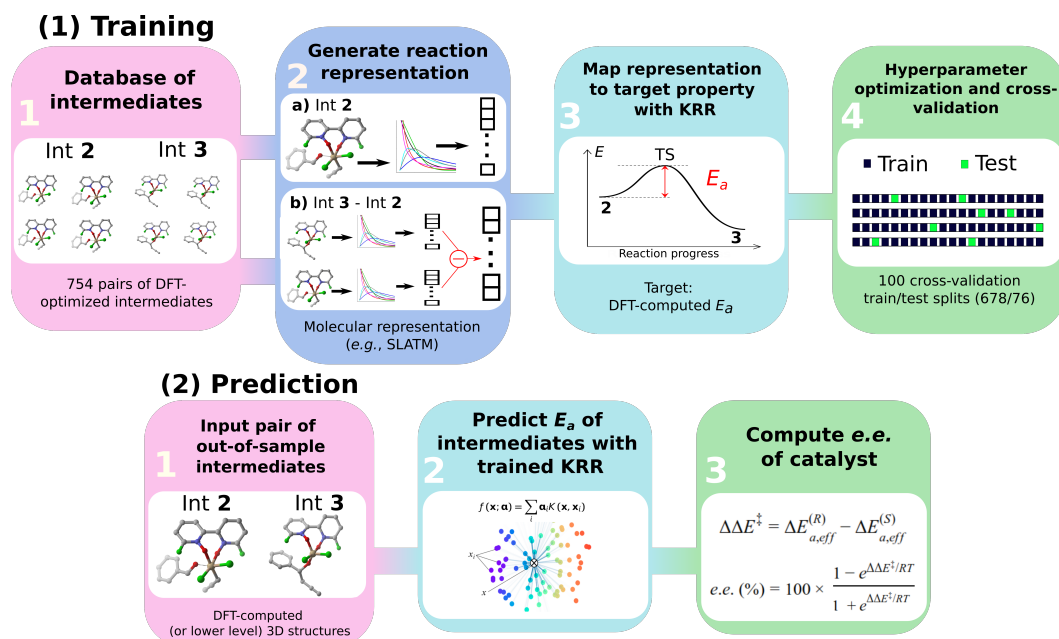 (1) Training
1
Database of
intermediates
Int 2 Int 3
754 pairs of DFT-
optimized intermediates
2
Generate reaction
representation
a) Int 2
b) Int 3 - Int 2
Molecular representation
(e.g., SLATM)
3
Map representation
to target property
with KRR
E
TS
Ea
2
3
Reaction progress
Target:
DFT-computed Ea
4
Hyperparameter
optimization and cross-
validation
Train Test
100 cross-validation
train/test splits (678/76)
(2) Prediction
1
Input pair of
out-of-sample
intermediates
Int 2 Int 3
DFT-computed
(or lower level) 3D structures
2
Predict Ea of
intermediates with
trained KRR
f(x; α) = ∑i αiK(x, xi)
xi
x
3
Compute e.e.
of catalyst
ΔΔE‡ = ΔE(R)a,eff − ΔE(S)a,eff
e.e. (%) = 100 × (1 − e^ΔΔE‡/RT) / (1 + e^ΔΔE‡/RT)